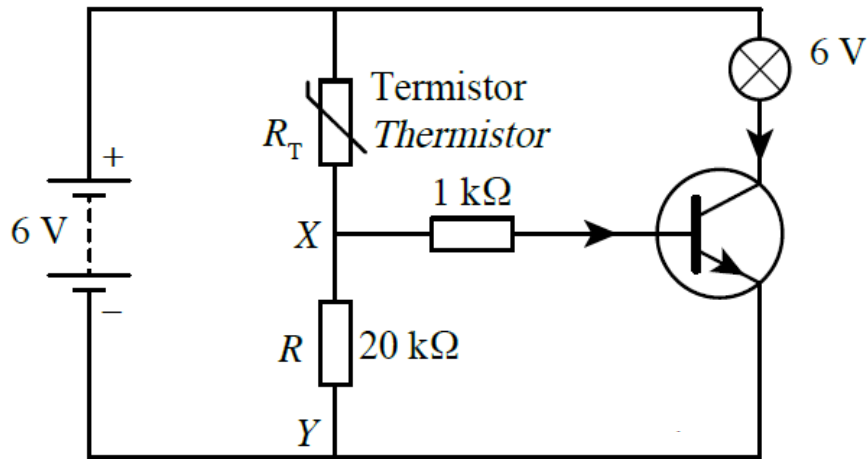 6 V
Termistor
R_T Thermistor
1 kΩ
+
6 V
X
−
R 20 kΩ
Y